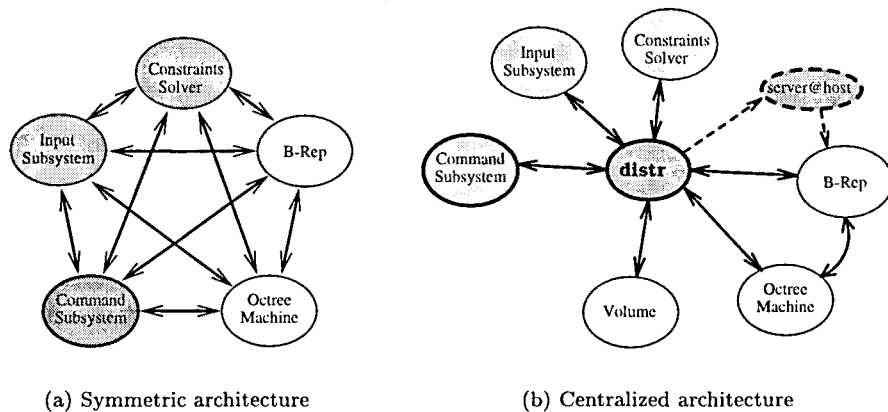 Constraints
Solver
Input
Subsystem
B-Rep
Command
Subsystem
Octree
Machine
(a) Symmetric architecture
Input
Subsystem
Constraints
Solver
server@host
Command
Subsystem
distr
B-Rep
Volume
Octree
Machine
(b) Centralized architecture